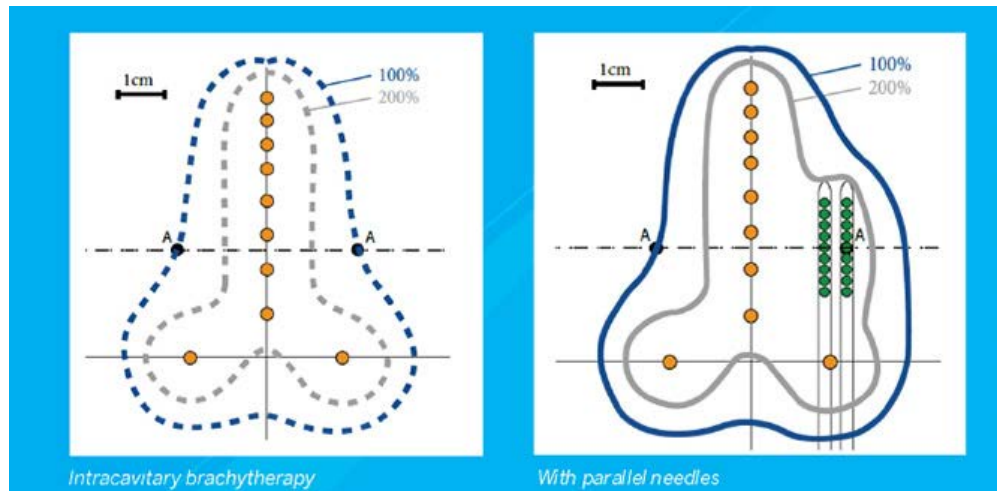 1cm
100%
200%
A
A
Intracavitary brachytherapy
1cm
100%
200%
A
A
With parallel needles